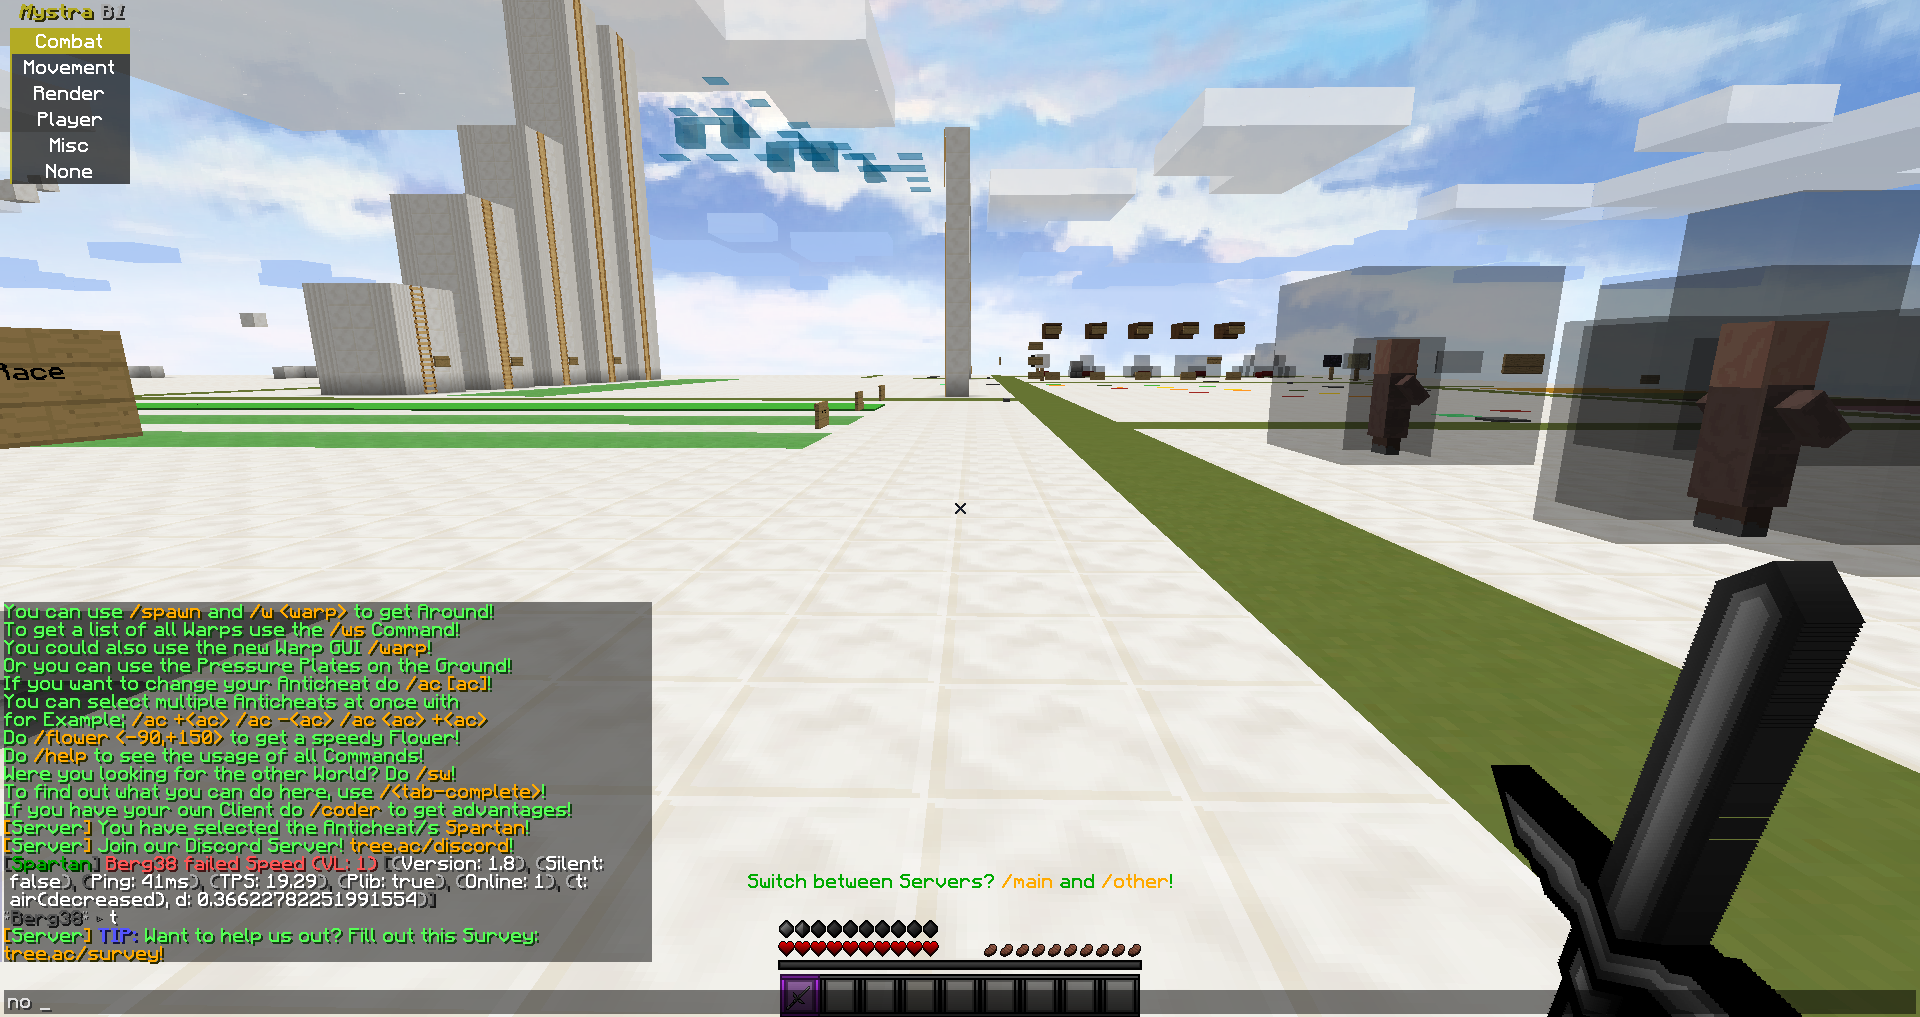 Mystra B1
Combat
Movement
Render
Player
Misc
None
Race
You can use /spawn and /w <warp> to get Around!
To get a list of all Warps use the /ws Command!
You could also use the new Warp GUI /warp!
Or you can use the Pressure Plates on the Ground!
If you want to change your Anticheat do /ac [ac]!
You can select multiple Anticheats at once with
for Example: /ac +<ac> /ac -<ac> /ac <ac> +<ac>
Do /flower <-90,+150> to get a speedy Flower!
Do /help to see the usage of all Commands!
Were you looking for the other World? Do /sw!
To find out what you can do here, use /<tab-complete>!
If you have your own Client do /coder to get advantages!
[Server] You have selected the Anticheat/s Spartan!
[Server] Join our Discord Server! tree.ac/discord!
[Spartan] Berg38 failed Speed (VL: 1) [(Version: 1.8), (Silent:
false), (Ping: 41ms), (TPS: 19.29), (Plib: true), (Online: 1), (t:
air(decreased), d: 0.366227822251991554)]
*Berg38* ▸ t
[Server] TIP: Want to help us out? Fill out this Survey:
tree.ac/survey!
Switch between Servers? /main and /other!
no _